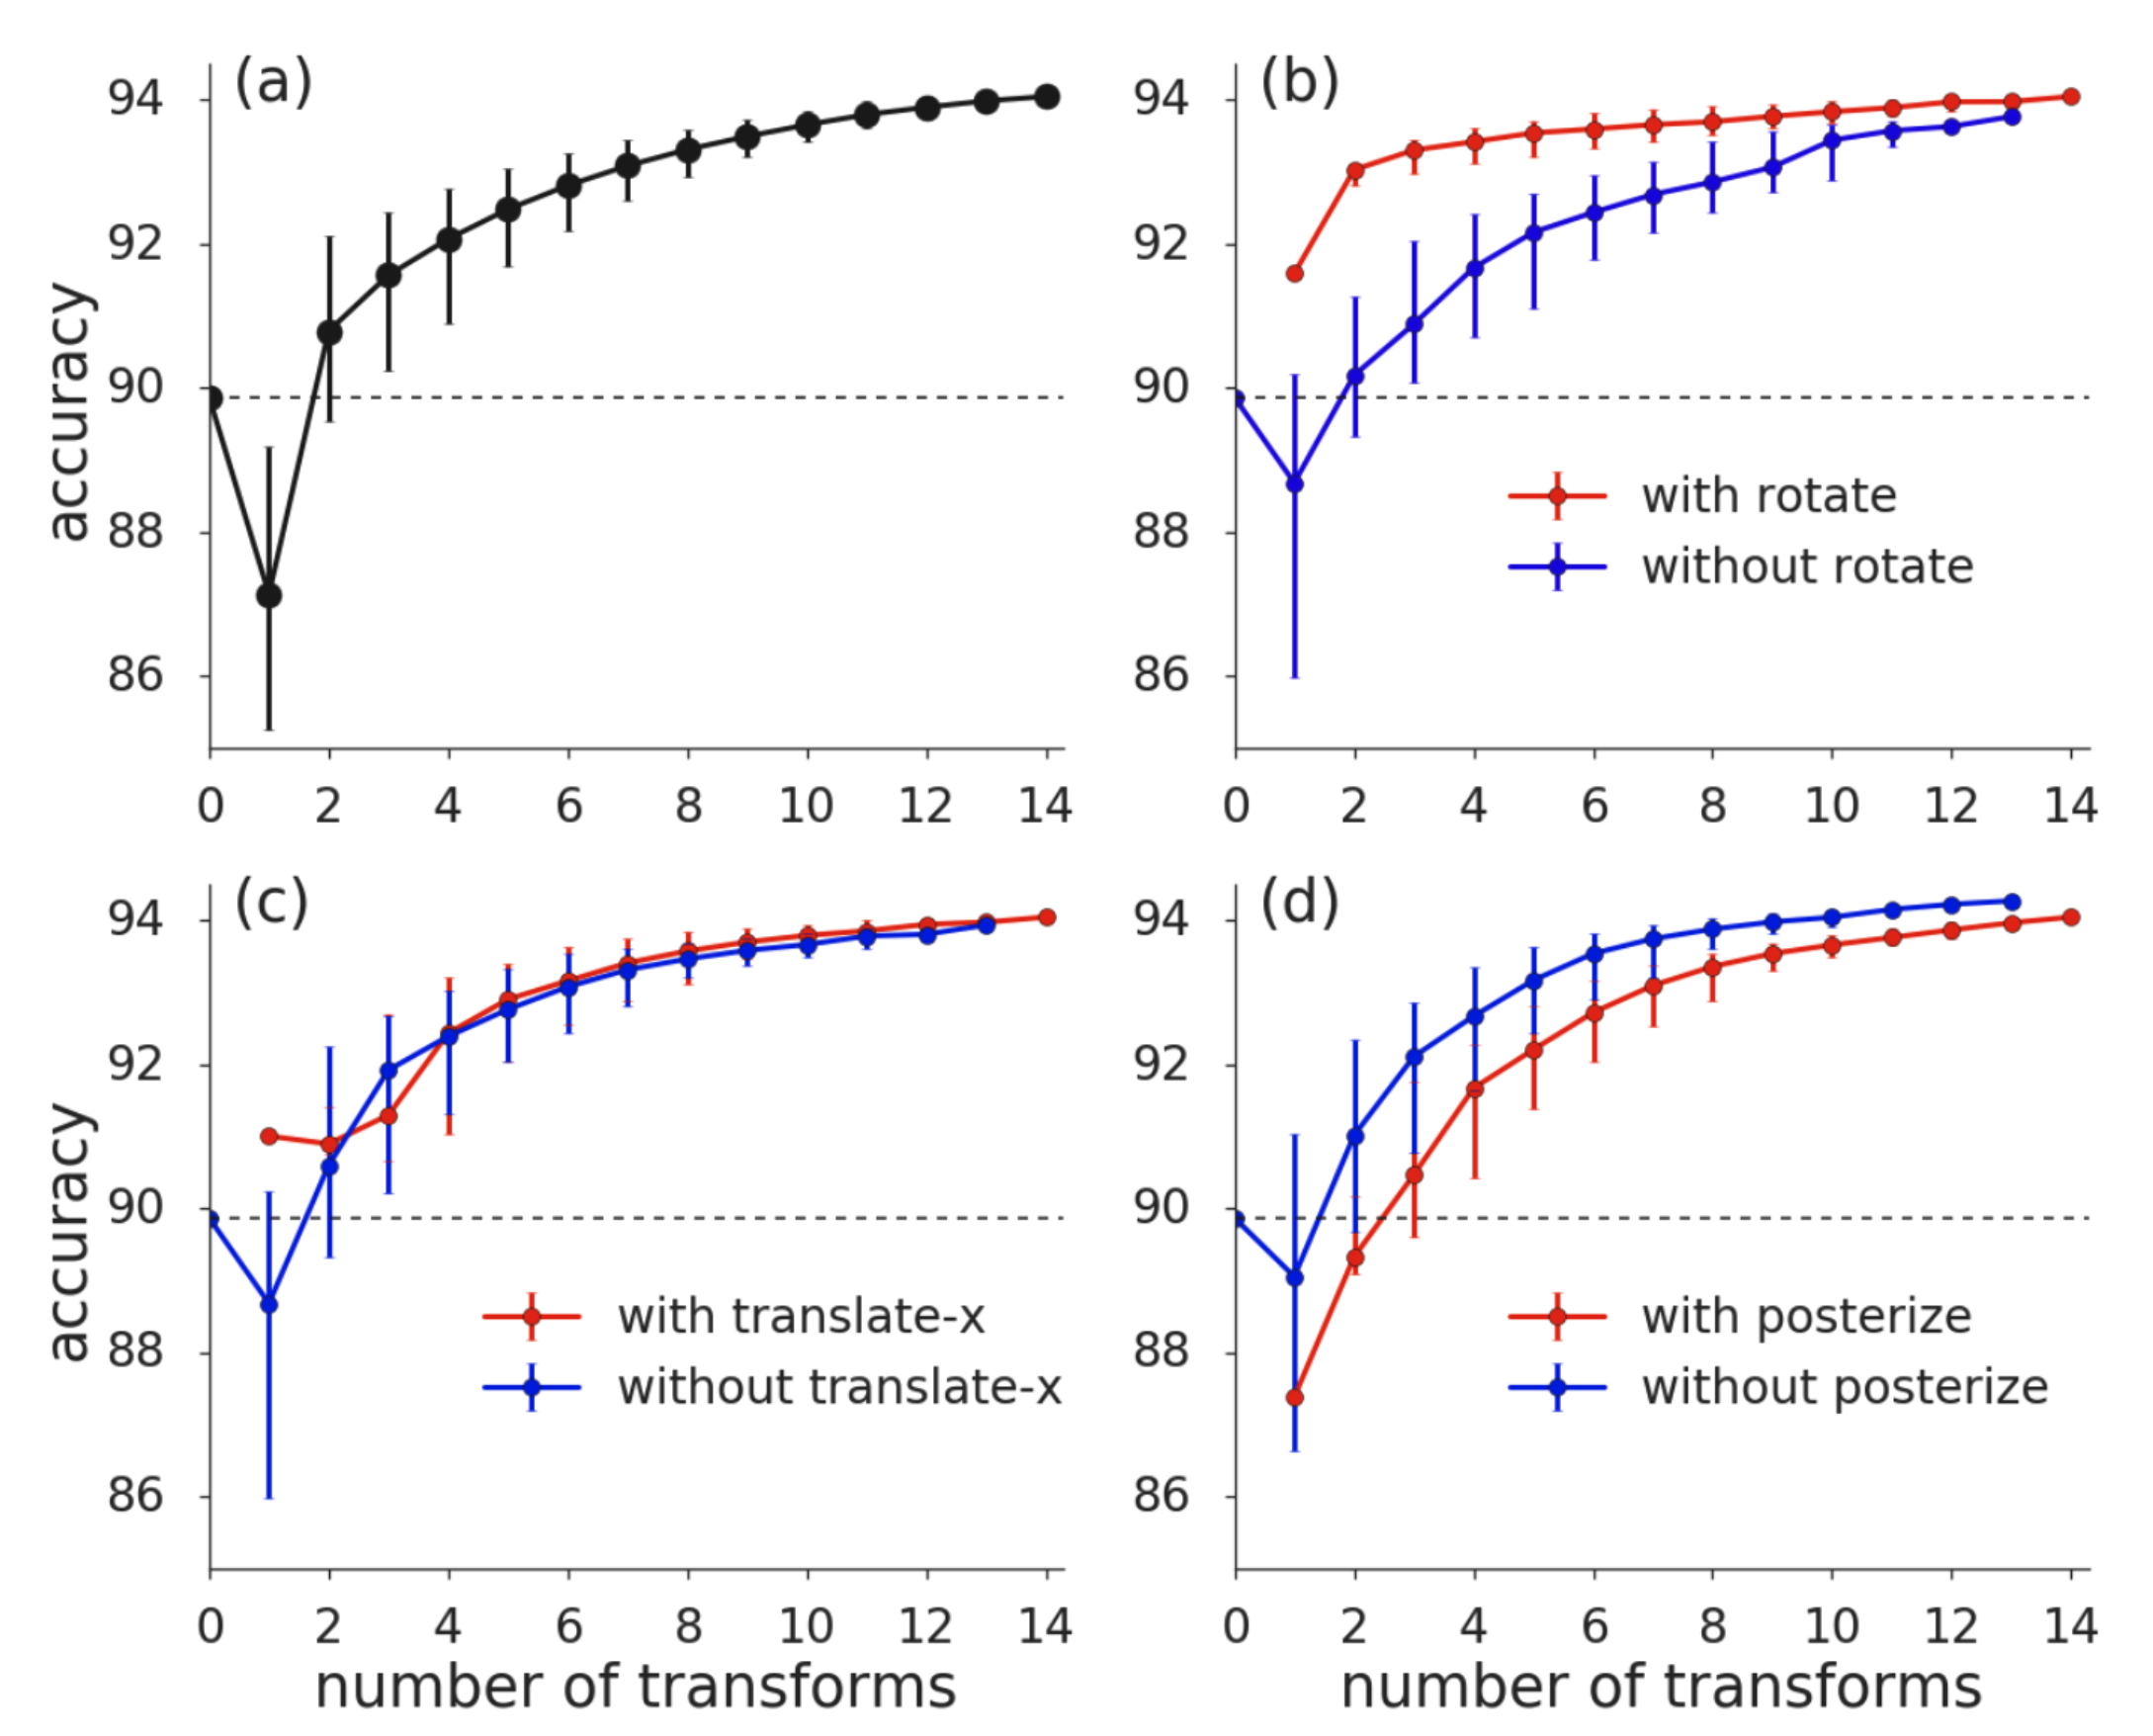 (a)
94
92
90
88
86
accuracy
0 2 4 6 8 10 12 14
(b)
94
92
90
88
86
with rotate
without rotate
0 2 4 6 8 10 12 14
(c)
94
92
90
88
86
accuracy
with translate-x
without translate-x
0 2 4 6 8 10 12 14
number of transforms
(d)
94
92
90
88
86
with posterize
without posterize
0 2 4 6 8 10 12 14
number of transforms